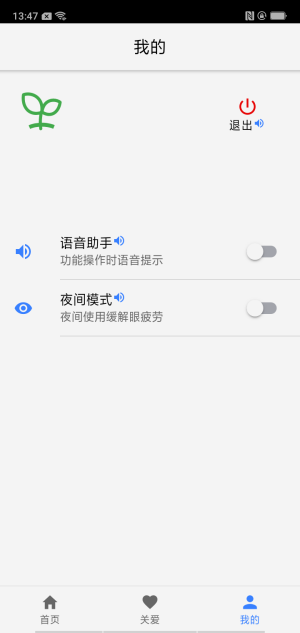 13:47
我的
退出
语音助手
功能操作时语音提示
夜间模式
夜间使用缓解眼疲劳
首页
关爱
我的